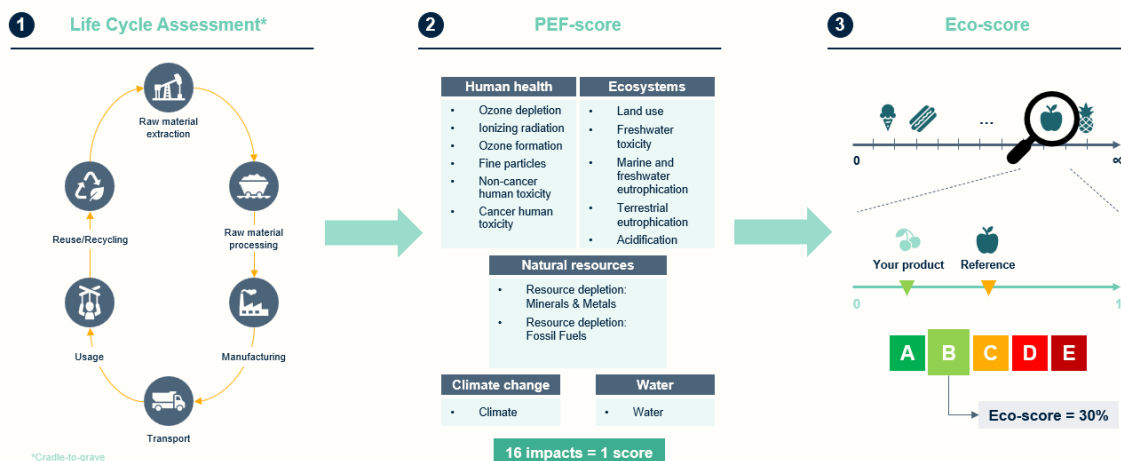 1
Life Cycle Assessment*
Raw material
extraction
Raw material
processing
Manufacturing
Transport
Usage
Reuse/Recycling
*Cradle-to-grave
2
PEF-score
Human health
• Ozone depletion
• Ionizing radiation
• Ozone formation
• Fine particles
• Non-cancer
human toxicity
• Cancer human
toxicity
Ecosystems
• Land use
• Freshwater
toxicity
• Marine and
freshwater
eutrophication
• Terrestrial
eutrophication
• Acidification
Natural resources
• Resource depletion:
Minerals & Metals
• Resource depletion:
Fossil Fuels
Climate change
• Climate
Water
• Water
16 impacts = 1 score
3
Eco-score
...
0
∞
Your product
Reference
0
1
A B C D E
Eco-score = 30%